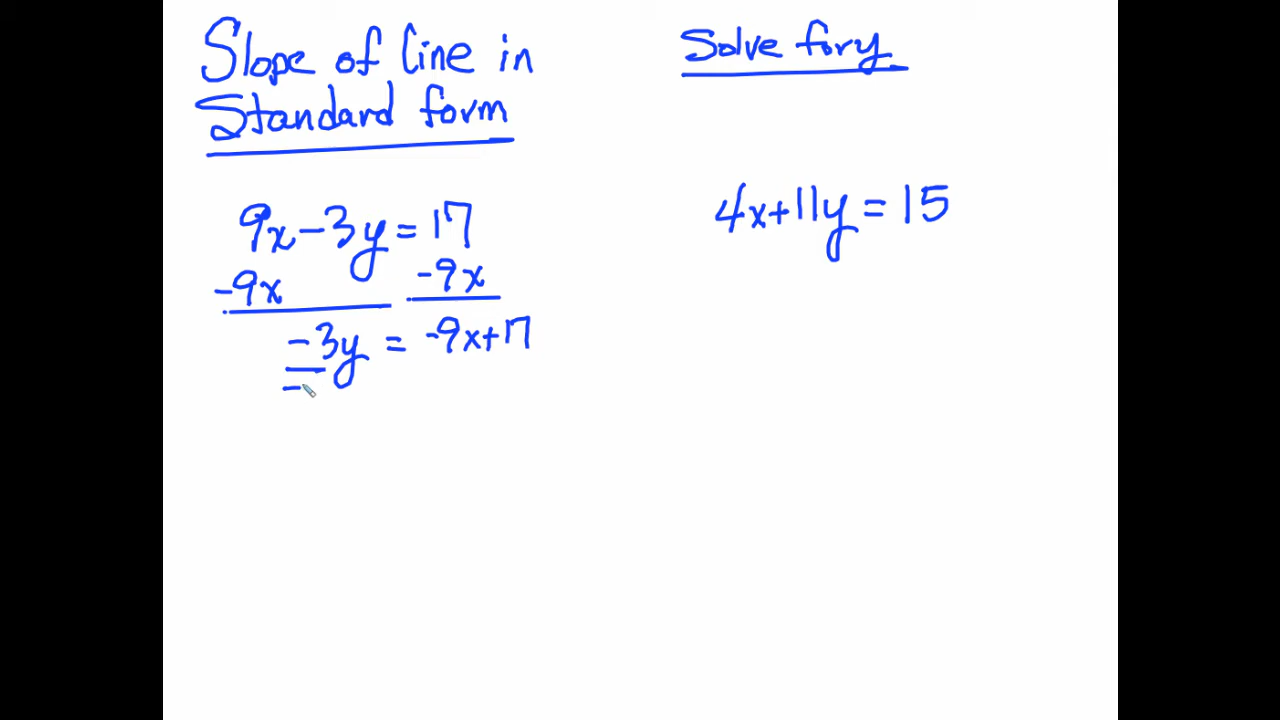 Slope of line in
Standard form
9x-3y=17
-9x -9x
-3y = -9x+17
-
Solve for y
4x+11y=15